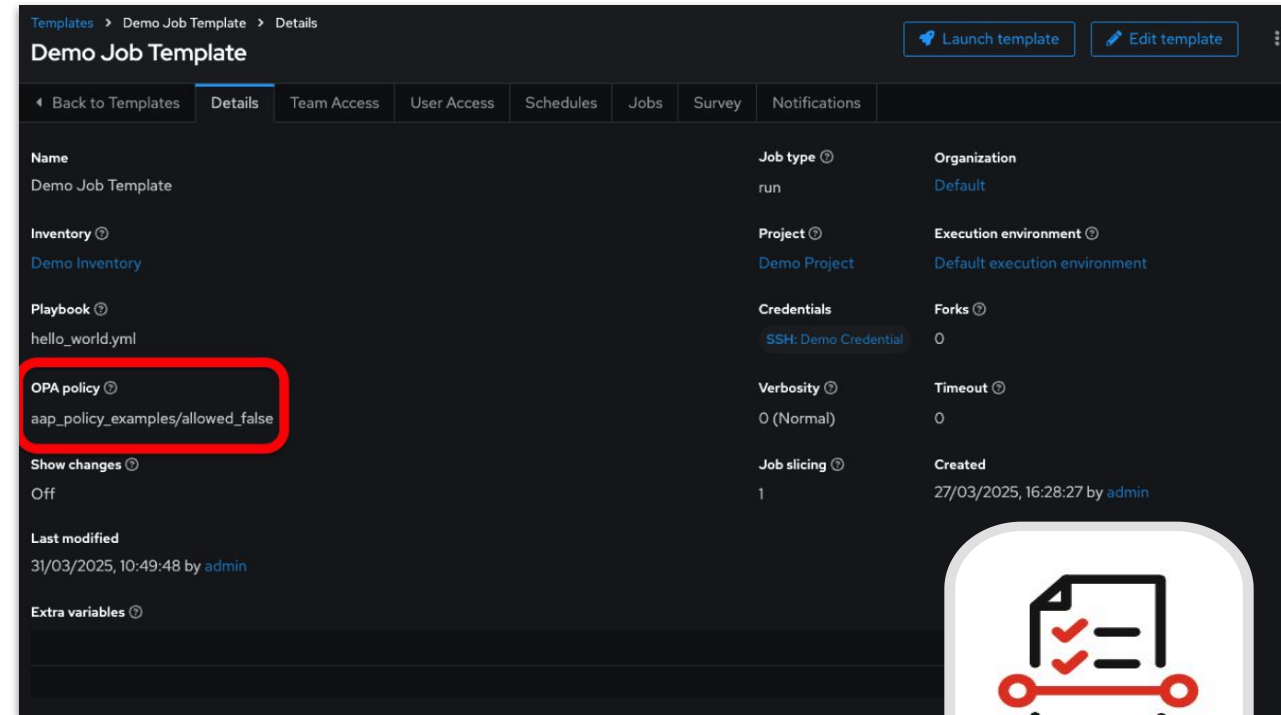 Templates > Demo Job Template > Details
Demo Job Template
Launch template
Edit template
Back to Templates
Details
Team Access
User Access
Schedules
Jobs
Survey
Notifications
Name
Demo Job Template
Job type
run
Organization
Default
Inventory
Demo Inventory
Project
Demo Project
Execution environment
Default execution environment
Playbook
hello_world.yml
Credentials
SSH: Demo Credential
Forks
0
OPA policy
aap_policy_examples/allowed_false
Verbosity
0 (Normal)
Timeout
0
Show changes
Off
Job slicing
1
Created
27/03/2025, 16:28:27 by admin
Last modified
31/03/2025, 10:49:48 by admin
Extra variables